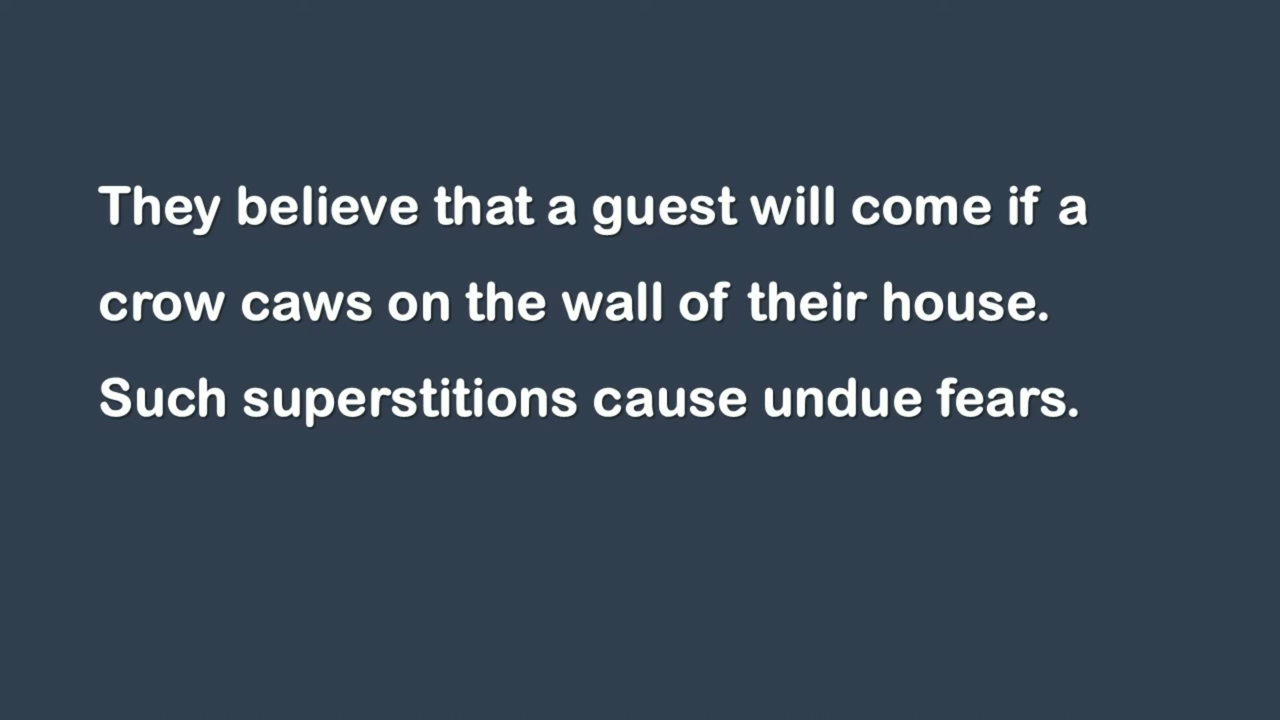 They believe that a guest will come if a
crow caws on the wall of their house.
Such superstitions cause undue fears.